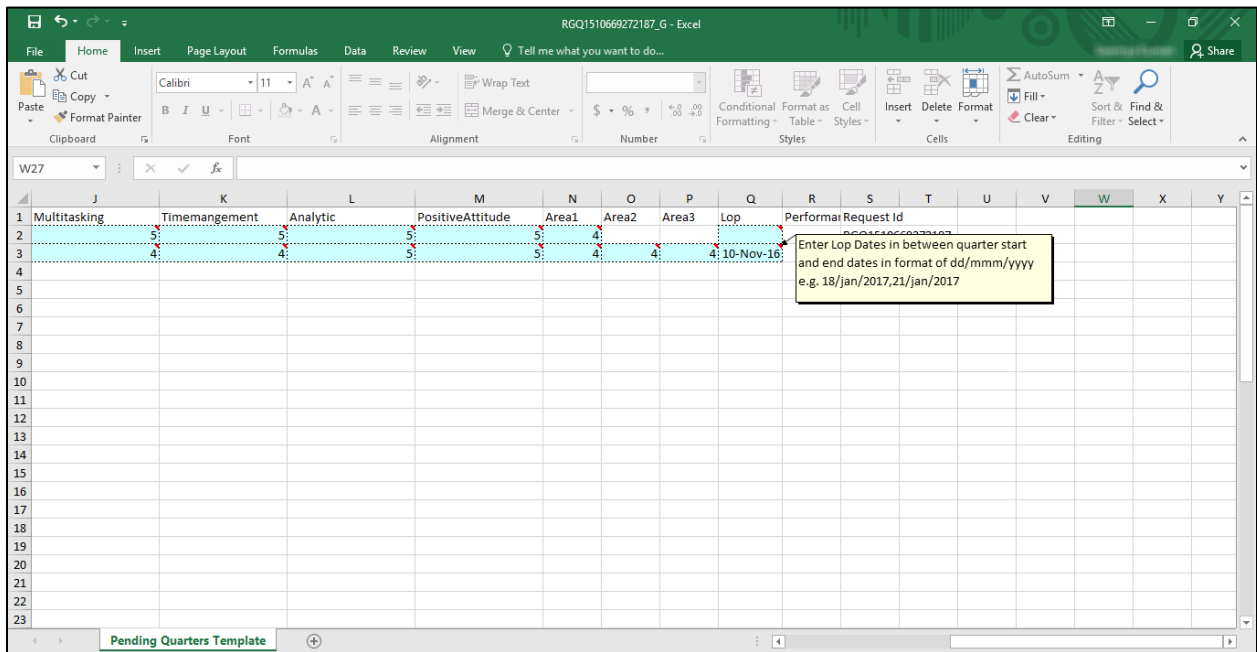 RGQ1510669272187_G - Excel
File Home Insert Page Layout Formulas Data Review View Tell me what you want to do... Share
Cut
Copy
Format Painter
Paste
Calibri 11
B I U
Wrap Text
Merge & Center
$ % ,
Conditional Formatting
Format as Table
Cell Styles
Insert Delete Format
AutoSum
Fill
Clear
Sort & Filter
Find & Select
Clipboard Font Alignment Number Styles Cells Editing
W27 fx
J K L M N O P Q R S T U V W X Y
1 Multitasking Timemangement Analytic PositiveAttitude Area1 Area2 Area3 Lop Performar Request Id
2 5 5 5 5 4
3 4 4 5 5 4 4 4 10-Nov-16
Enter Lop Dates in between quarter start
and end dates in format of dd/mmm/yyyy
e.g. 18/jan/2017,21/jan/2017
4
5
6
7
8
9
10
11
12
13
14
15
16
17
18
19
20
21
22
23
Pending Quarters Template